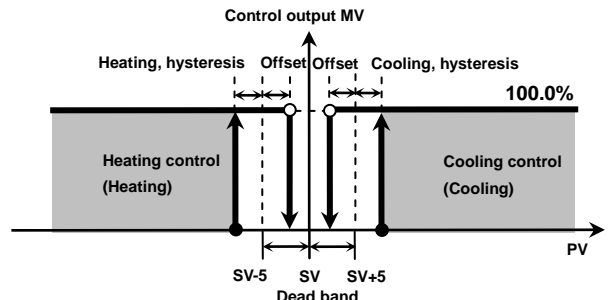 Control output MV
Heating, hysteresis Offset Offset Cooling, hysteresis
100.0%
Heating control
(Heating)
Cooling control
(Cooling)
PV
SV-5 SV SV+5
Dead band